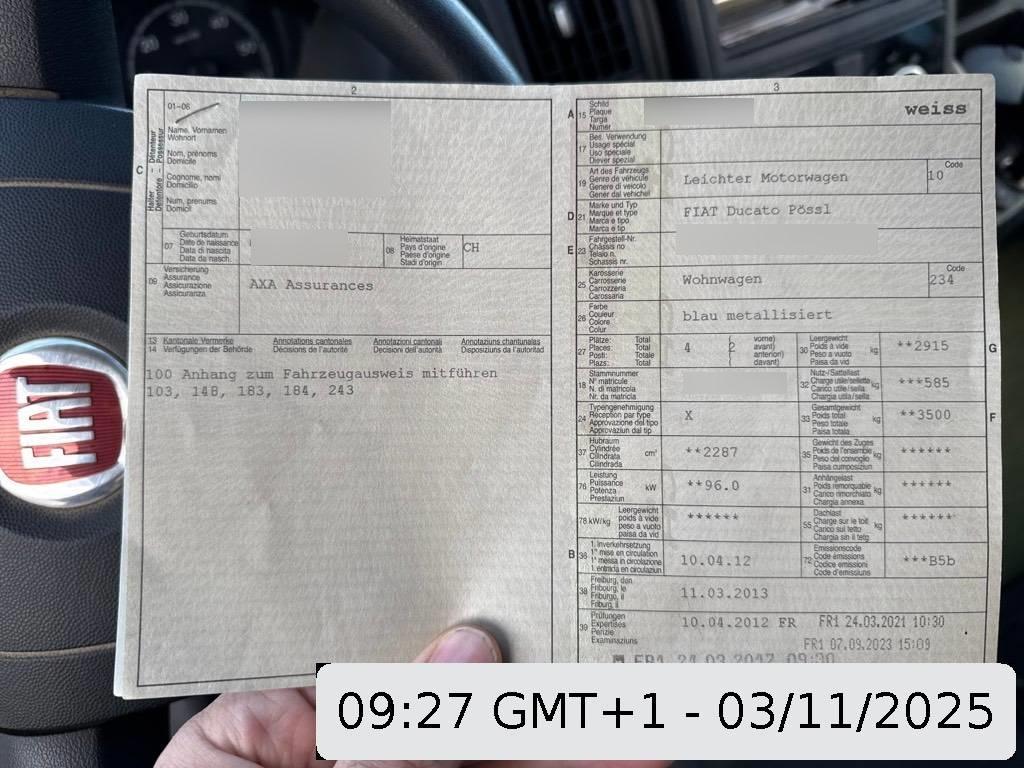 2
01-06
C
Halter – Détenteur
Detentore – Possessur
Name, Vornamen
Wohnort
Nom, prénoms
Domicile
Cognome, nomi
Domicilio
Num, prenums
Domicil
07
Geburtsdatum
Date de naissance
Data di nascita
Data da nasch.
08
Heimatstaat
Pays d'origine
Paese d'origine
Stadi d'origin
CH
09
Versicherung
Assurance
Assicurazione
Assicuranza
AXA Assurances
13 Kantonale Vermerke Annotations cantonales Annotazioni cantonali Annotaziuns chantunalas
14 Verfügungen der Behörde Décisions de l'autorité Decisioni dell'autorità Disposiziuns da l'autoritad
100 Anhang zum Fahrzeugausweis mitführen
103, 148, 183, 184, 243
3
A 15
Schild
Plaque
Targa
Numer
weiss
17
Bes. Verwendung
Usage spécial
Uso speciale
Diever spezial
19
Art des Fahrzeugs
Genre de véhicule
Genere di veicolo
Gener dal vehichel
Leichter Motorwagen
Code
10
D 21
Marke und Typ
Marque et type
Marca e tipo
Marca e tip
FIAT Ducato Pössl
E 23
Fahrgestell-Nr.
Châssis no
Telaio n.
Schassis nr.
25
Karosserie
Carrosserie
Carrozzeria
Carossaria
Wohnwagen
Code
234
26
Farbe
Couleur
Colore
Colur
blau metallisiert
27
Plätze: Total
Places: Total
Posti: Totale
Plazs: Total
4 2
vorne)
avant)
anteriori)
davant)
30
Leergewicht
Poids à vide
Peso a vuoto
Paisa da vid
kg
**2915
G
18
Stammnummer
N° matricule
N. di matricola
Nr. da matricla
32
Nutz-/Sattellast
Charge utile/sellette
Carico utile/sella
Chargia utila/sella
kg
***585
24
Typengenehmigung
Réception par type
Approvazione del tipo
Approvaziun dal tip
X
33
Gesamtgewicht
Poids total
Peso totale
Paisa totala
kg
**3500
F
37
Hubraum
Cylindrée
Cilindrata
Cilindrada
cm³
**2287
35
Gewicht des Zuges
Poids de l'ensemble
Peso del convoglio
Paisa cumposiziun
kg
******
76
Leistung
Puissance
Potenza
Prestaziun
kW
**96.0
31
Anhängelast
Poids remorquable
Carico rimorchiato
Chargia annexa
kg
******
78 kW/kg
Leergewicht
poids à vide
peso a vuoto
paisa da vid
******
55
Dachlast
Charge sur le toit
Carico sul tetto
Chargia sin il tetg
kg
******
B 36
1. Inverkehrsetzung
1re mise en circulation
1a messa in circolazione
1. entrada en circulaziun
10.04.12
72
Emissionscode
Code émissions
Codice emissioni
Code d'emissiuns
***B5b
38
Freiburg, den
Fribourg, le
Friburgo, il
Friburg, il
11.03.2013
39
Prüfungen
Expertises
Perizie
Examinaziuns
10.04.2012 FR FR1 24.03.2021 10:30
FR1 07.09.2023 15:09
FR1 24.03.2017 09:30
FIAT
09:27 GMT+1 - 03/11/2025